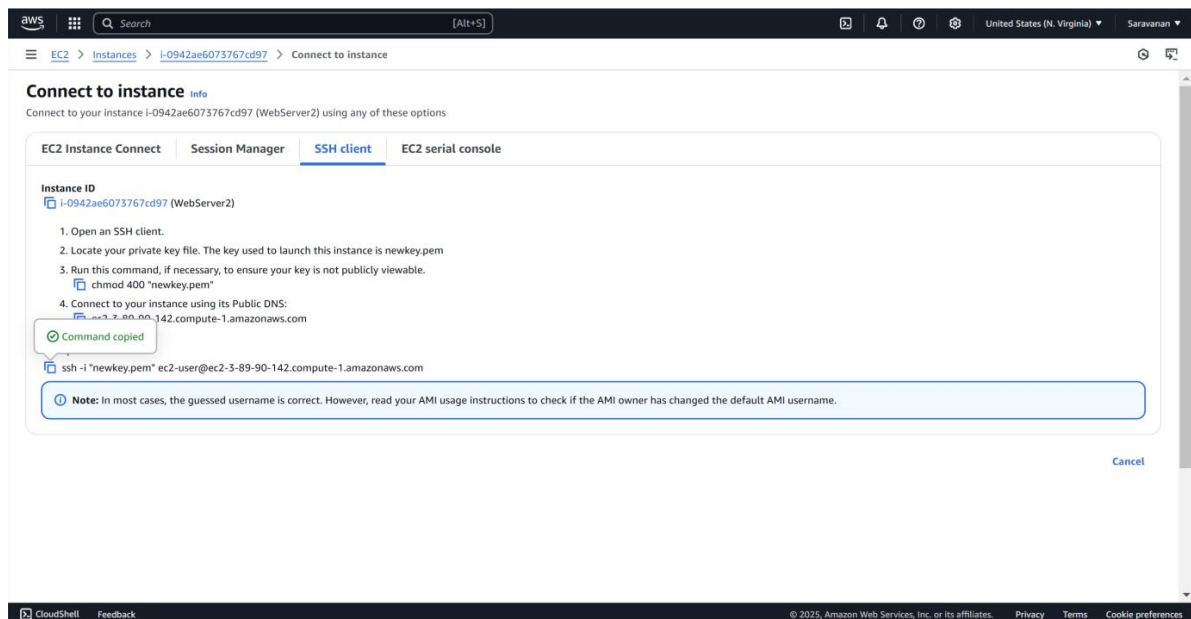 aws
Search [Alt+S] United States (N. Virginia) Saravanan
EC2 > Instances > i-0942ae6073767cd97 > Connect to instance
Connect to instance Info
Connect to your instance i-0942ae6073767cd97 (WebServer2) using any of these options
EC2 Instance Connect Session Manager SSH client EC2 serial console
Instance ID
i-0942ae6073767cd97 (WebServer2)
1. Open an SSH client.
2. Locate your private key file. The key used to launch this instance is newkey.pem
3. Run this command, if necessary, to ensure your key is not publicly viewable.
chmod 400 "newkey.pem"
4. Connect to your instance using its Public DNS:
ec2-3-89-90-142.compute-1.amazonaws.com
Command copied
ssh -i "newkey.pem" ec2-user@ec2-3-89-90-142.compute-1.amazonaws.com
Note: In most cases, the guessed username is correct. However, read your AMI usage instructions to check if the AMI owner has changed the default AMI username.
Cancel
CloudShell Feedback © 2025, Amazon Web Services, Inc. or its affiliates. Privacy Terms Cookie preferences